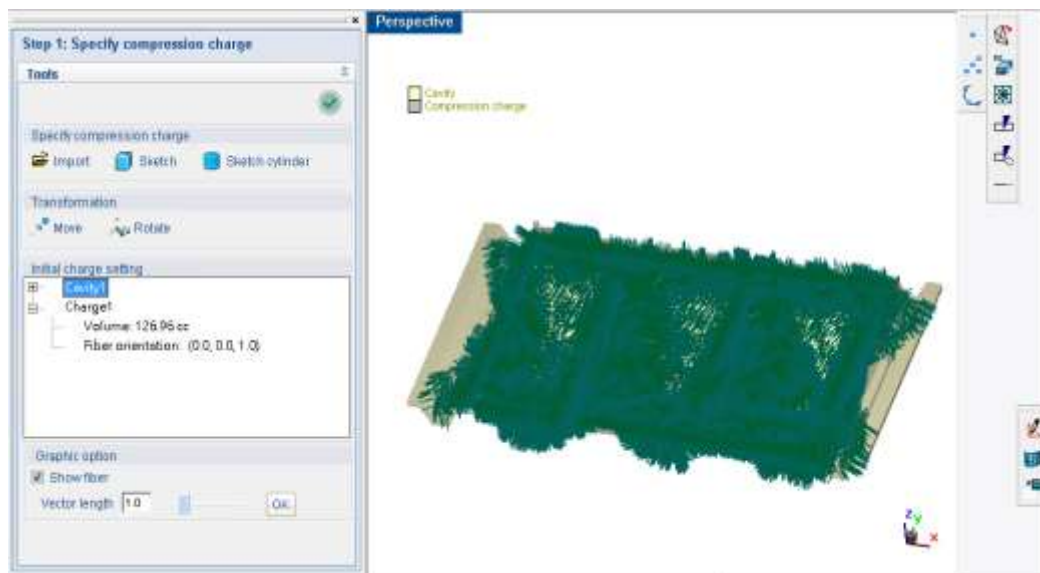 Perspective
Step 1: Specify compression charge
Tools
Cavity
Compression charge
Specify compression charge
Import Sketch Sketch cylinder
Transformation
Move Rotate
Initial charge setting
Cavity1
Charge1
Volume: 126.96 cc
Fiber orientation: (0.0, 0.0, 1.0)
Graphic option
Show fiber
Vector length 1.0 OK
z
y
x